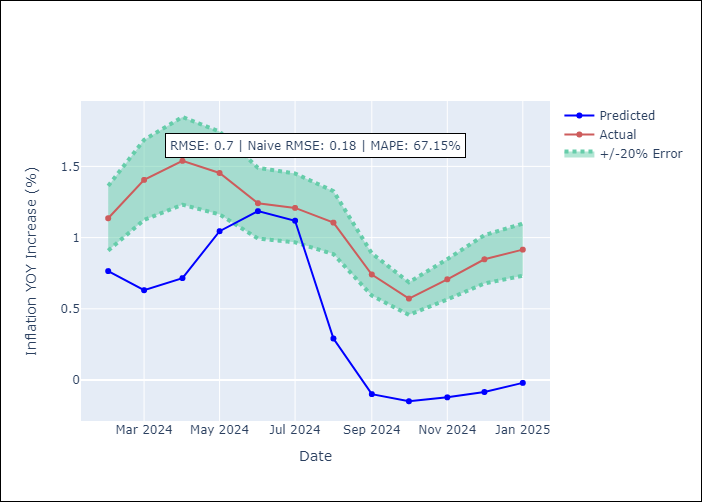 Predicted
Actual
+/-20% Error
RMSE: 0.7 | Naive RMSE: 0.18 | MAPE: 67.15%
1.5
1
0.5
0
Inflation YOY Increase (%)
Mar 2024 May 2024 Jul 2024 Sep 2024 Nov 2024 Jan 2025
Date